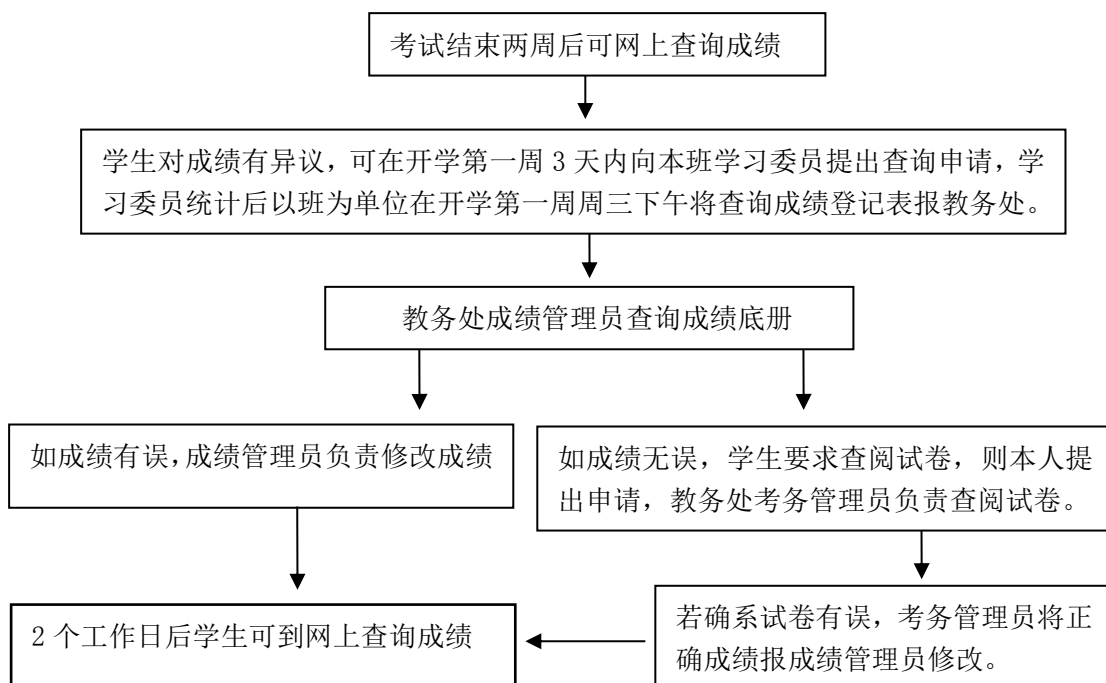 考试结束两周后可网上查询成绩
学生对成绩有异议，可在开学第一周 3 天内向本班学习委员提出查询申请，学
习委员统计后以班为单位在开学第一周周三下午将查询成绩登记表报教务处。
教务处成绩管理员查询成绩底册
如成绩有误，成绩管理员负责修改成绩
如成绩无误，学生要求查阅试卷，则本人提
出申请，教务处考务管理员负责查阅试卷。
2 个工作日后学生可到网上查询成绩
若确系试卷有误，考务管理员将正
确成绩报成绩管理员修改。